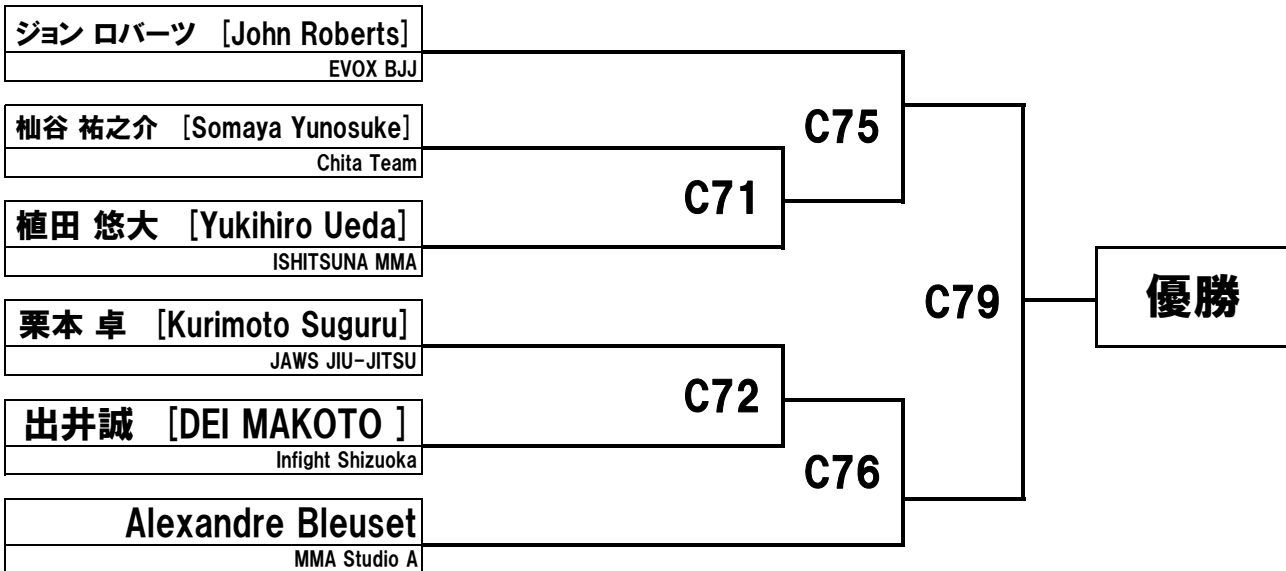 ジョン ロバーツ [John Roberts]
EVOX BJJ
杣谷 祐之介 [Somaya Yunosuke]
Chita Team
植田 悠大 [Yukihiro Ueda]
ISHITSUNA MMA
栗本 卓 [Kurimoto Suguru]
JAWS JIU-JITSU
出井誠 [DEI MAKOTO ]
Infight Shizuoka
Alexandre Bleuset
MMA Studio A
C71
C72
C75
C76
C79
優勝